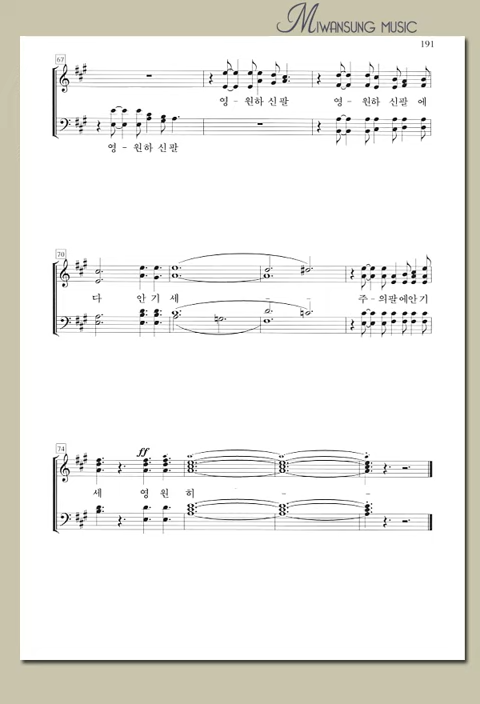 MIWANSUNG MUSIC
191
67
영 - 원하 신 팔 영 - 원하 신 팔 에
영 - 원하 신 팔
70
다 안 기 세 - - 주 - 의 팔 에 안 기
74
ff
세 영 원 히 - - -